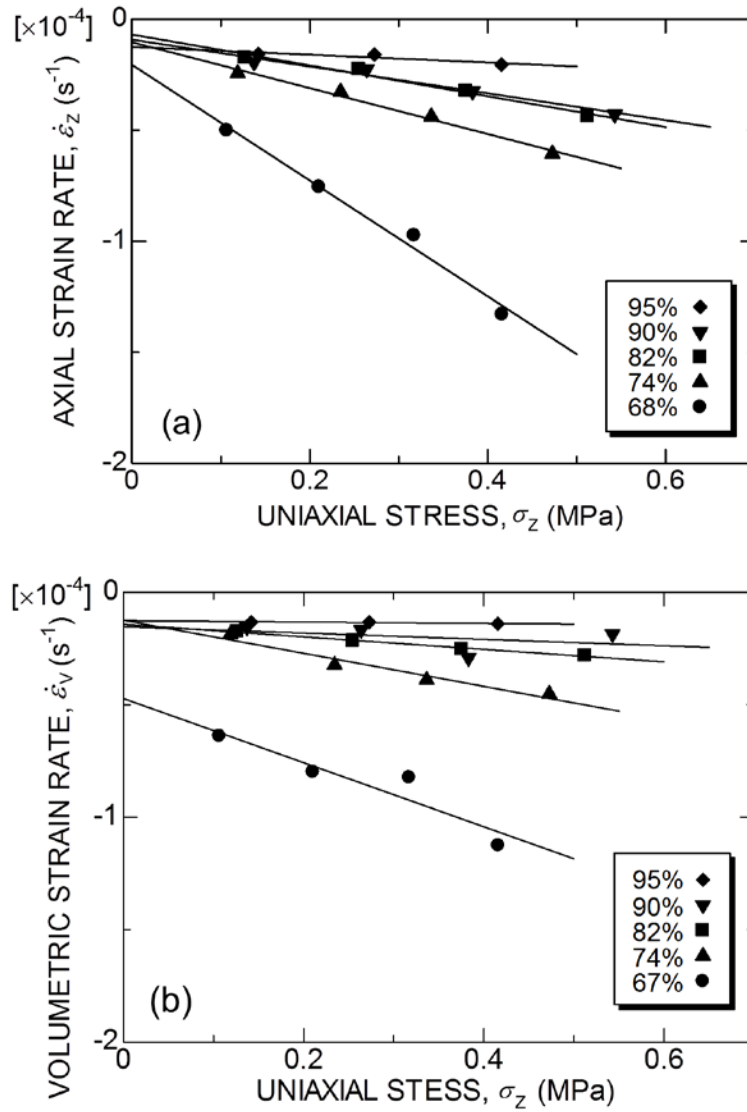 [×10⁻⁴] 0
-1
-2
AXIAL STRAIN RATE, ε̇z (s⁻¹)
95%
90%
82%
74%
68%
(a)
0 0.2 0.4 0.6
UNIAXIAL STRESS, σz (MPa)
[×10⁻⁴] 0
-1
-2
VOLUMETRIC STRAIN RATE, ε̇V (s⁻¹)
95%
90%
82%
74%
67%
(b)
0 0.2 0.4 0.6
UNIAXIAL STESS, σz (MPa)